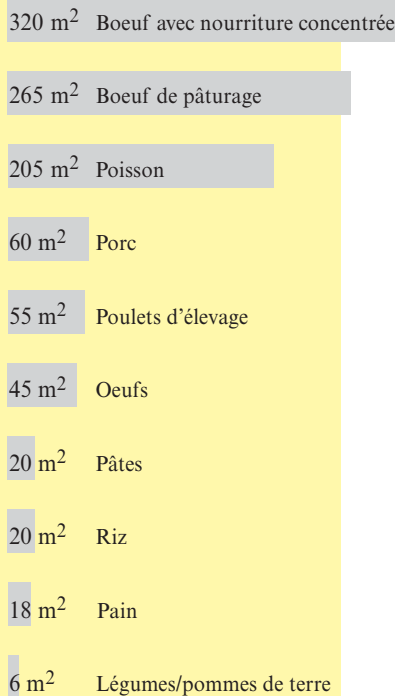 320 m² Boeuf avec nourriture concentrée
265 m² Boeuf de pâturage
205 m² Poisson
60 m² Porc
55 m² Poulets d'élevage
45 m² Oeufs
20 m² Pâtes
20 m² Riz
18 m² Pain
6 m² Légumes/pommes de terre